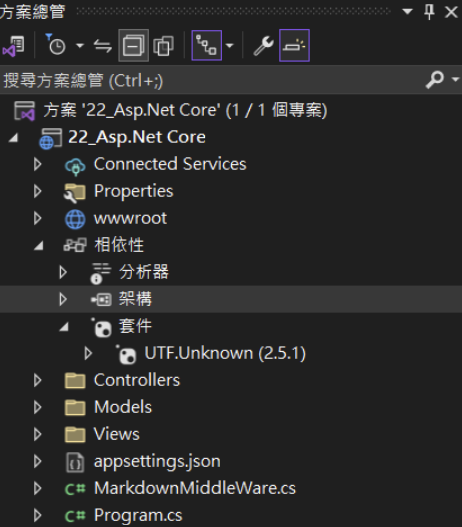 方案總管
搜尋方案總管 (Ctrl+;)
方案 '22_Asp.Net Core' (1 / 1 個專案)
22_Asp.Net Core
Connected Services
Properties
wwwroot
相依性
分析器
架構
套件
UTF.Unknown (2.5.1)
Controllers
Models
Views
appsettings.json
C# MarkdownMiddleWare.cs
C# Program.cs